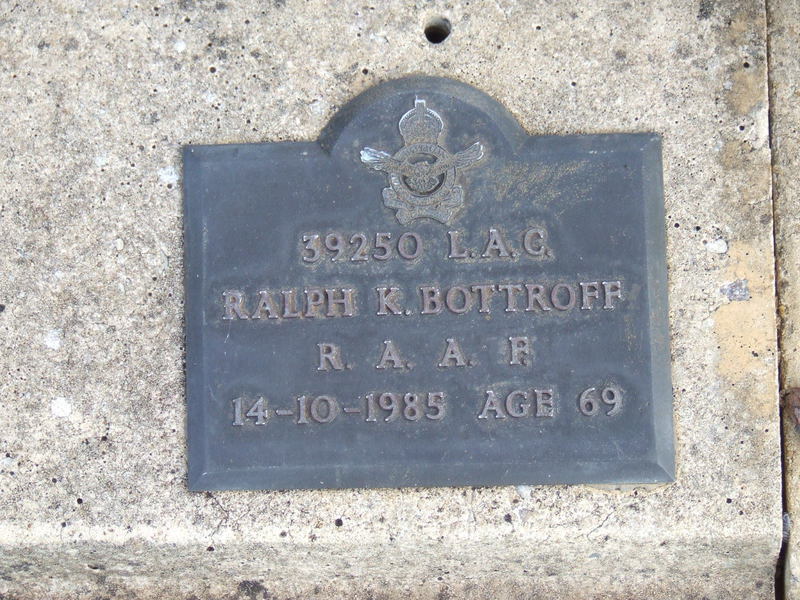 39250 L.A.C.
RALPH K. BOTTROFF
R. A. A. F.
14-10-1985 AGE 69